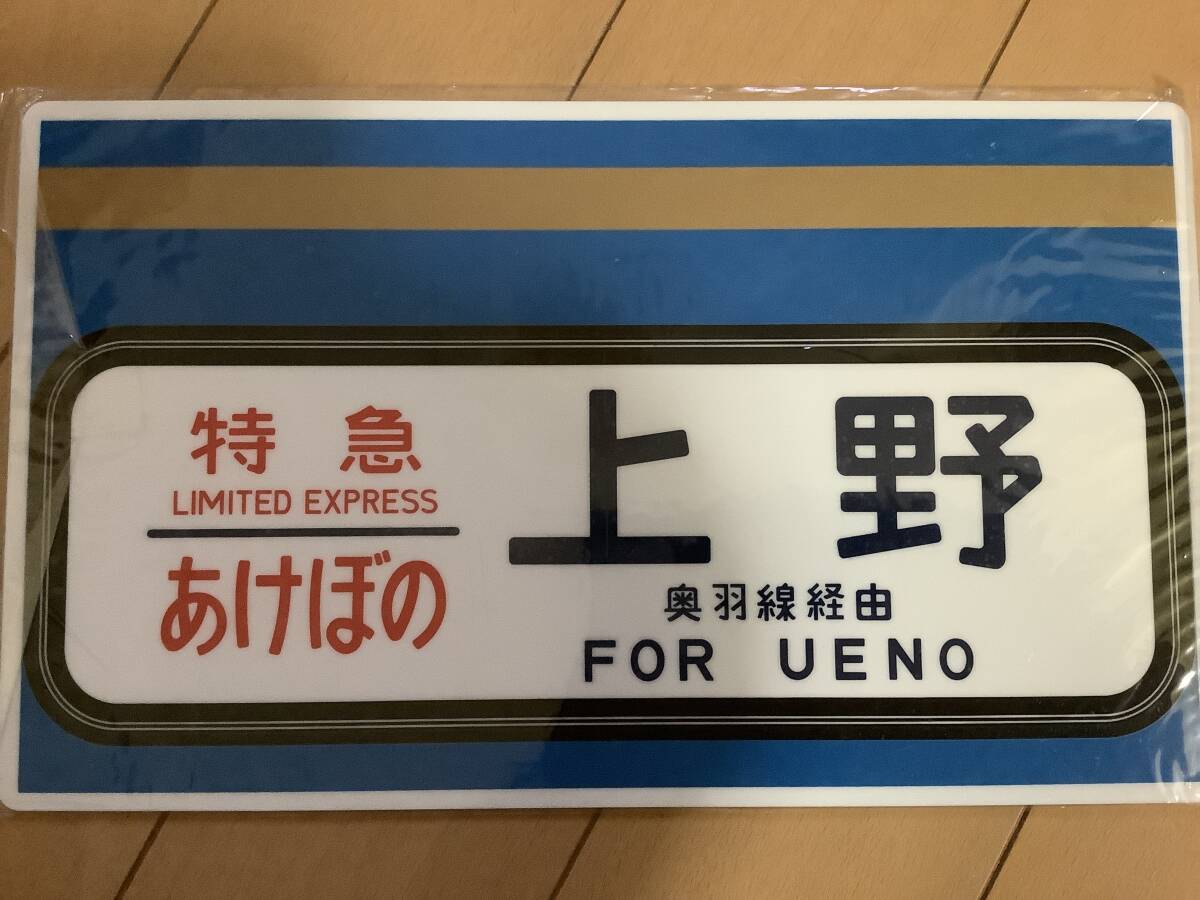 特急
LIMITED EXPRESS
あけぼの
上野
奥羽線経由
FOR UENO